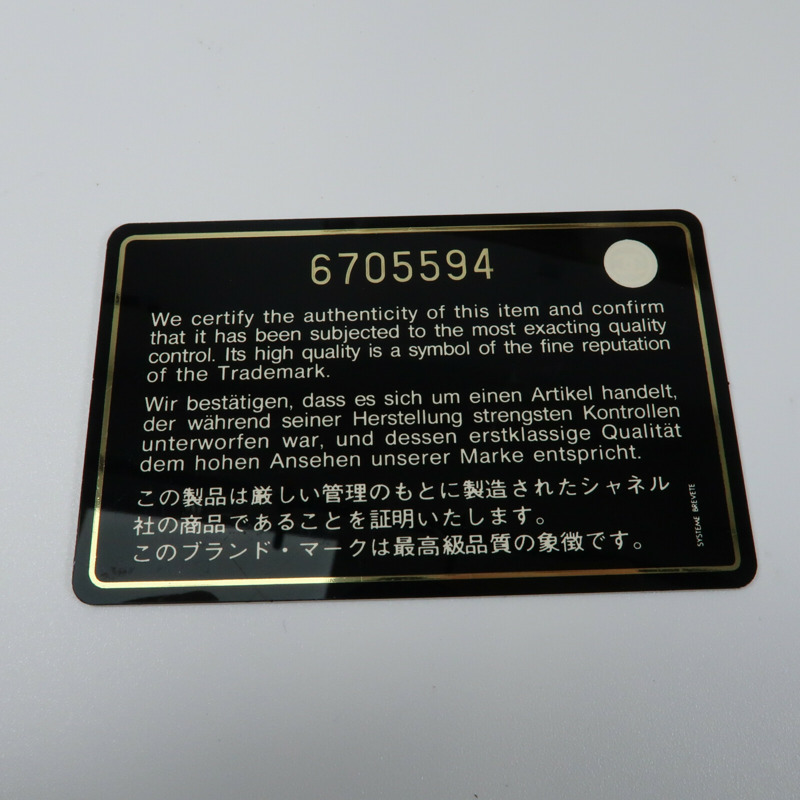 6705594
We certify the authenticity of this item and confirm
that it has been subjected to the most exacting quality
control. Its high quality is a symbol of the fine reputation
of the Trademark.
Wir bestätigen, dass es sich um einen Artikel handelt,
der während seiner Herstellung strengsten Kontrollen
unterworfen war, und dessen erstklassige Qualität
dem hohen Ansehen unserer Marke entspricht.
この製品は厳しい管理のもとに製造されたシャネル
社の商品であることを証明いたします。
このブランド・マークは最高級品質の象徴です。
SYSTEME BREVETE